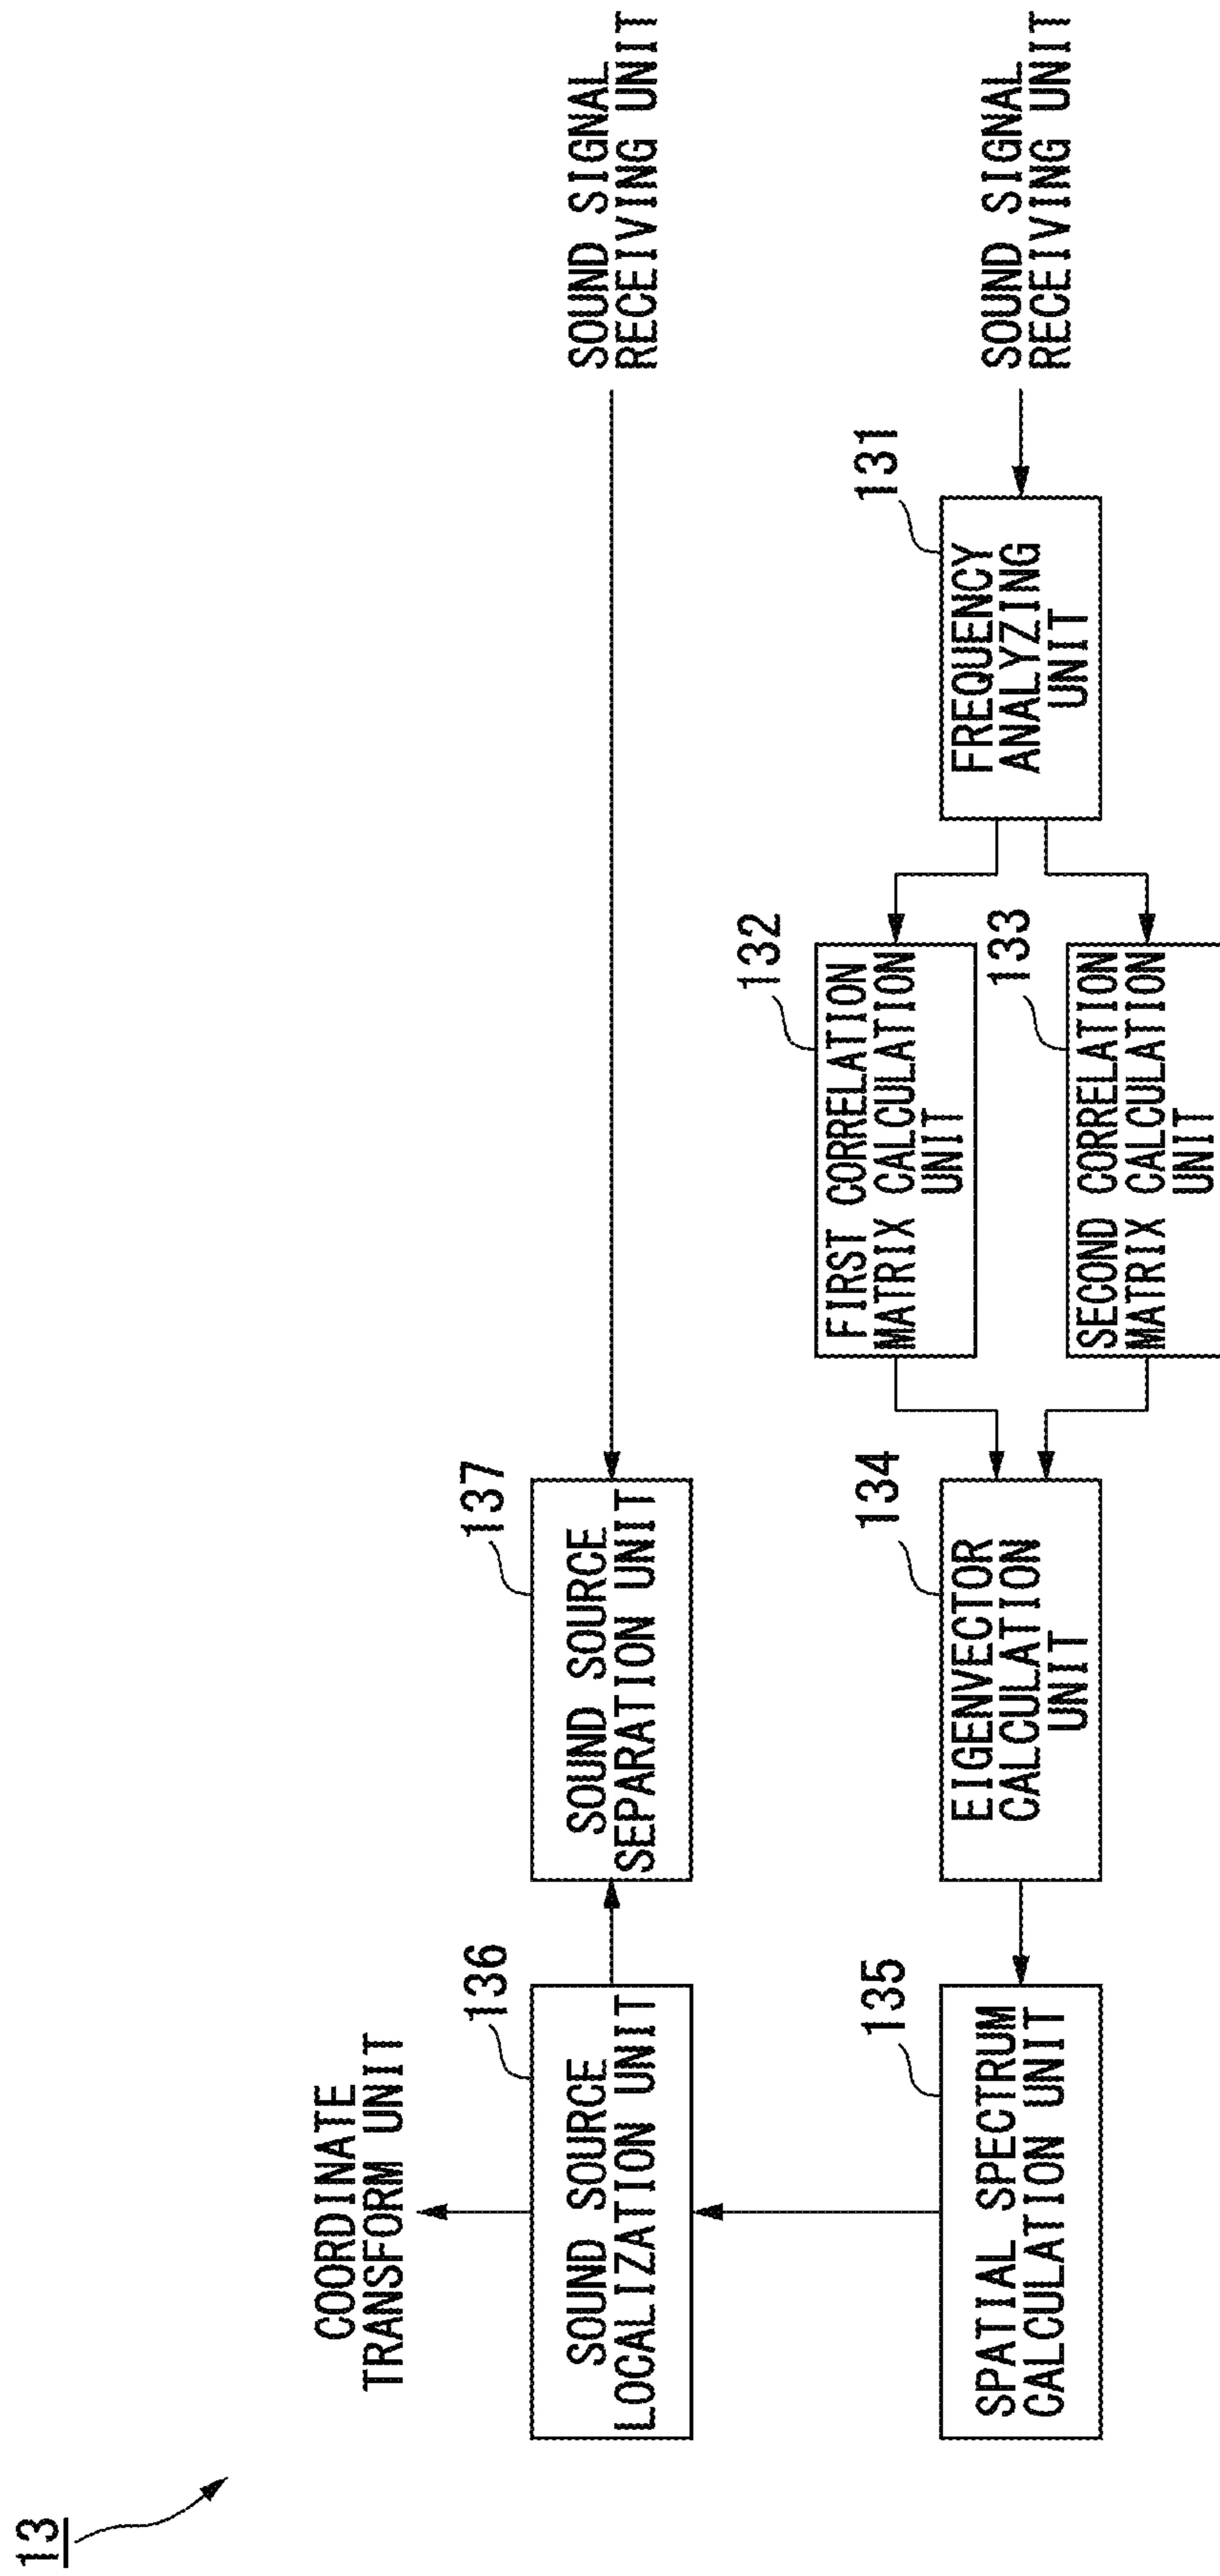 13
COORDINATE
TRANSFORM UNIT
136
SOUND SOURCE
LOCALIZATION UNIT
137
SOUND SOURCE
SEPARATION UNIT
SOUND SIGNAL
RECEIVING UNIT
135
SPATIAL SPECTRUM
CALCULATION UNIT
134
EIGENVECTOR
CALCULATION
UNIT
132
FIRST CORRELATION
MATRIX CALCULATION
UNIT
133
SECOND CORRELATION
MATRIX CALCULATION
UNIT
131
FREQUENCY
ANALYZING
UNIT
SOUND SIGNAL
RECEIVING UNIT